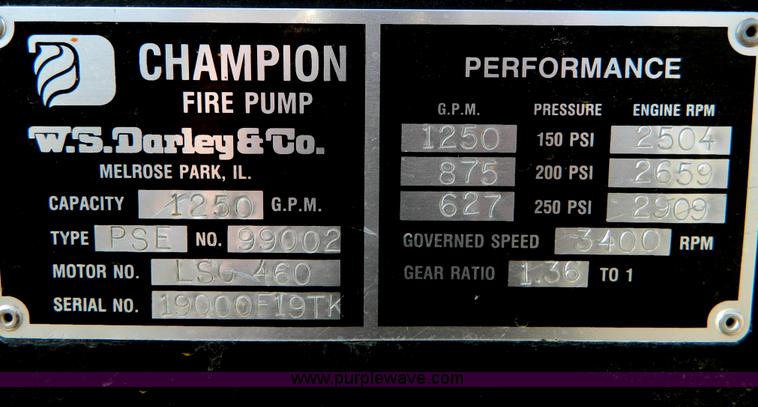 CHAMPION
FIRE PUMP
W.S. Darley & Co.
MELROSE PARK, IL.
CAPACITY 1250 G.P.M.
TYPE PSE NO. 99002
MOTOR NO. LSG 460
SERIAL NO. 19000F19TK
PERFORMANCE
G.P.M. PRESSURE ENGINE RPM
1250 150 PSI 2504
875 200 PSI 2659
627 250 PSI 2909
GOVERNED SPEED 3400 RPM
GEAR RATIO 1.36 TO 1
www.purplewave.com